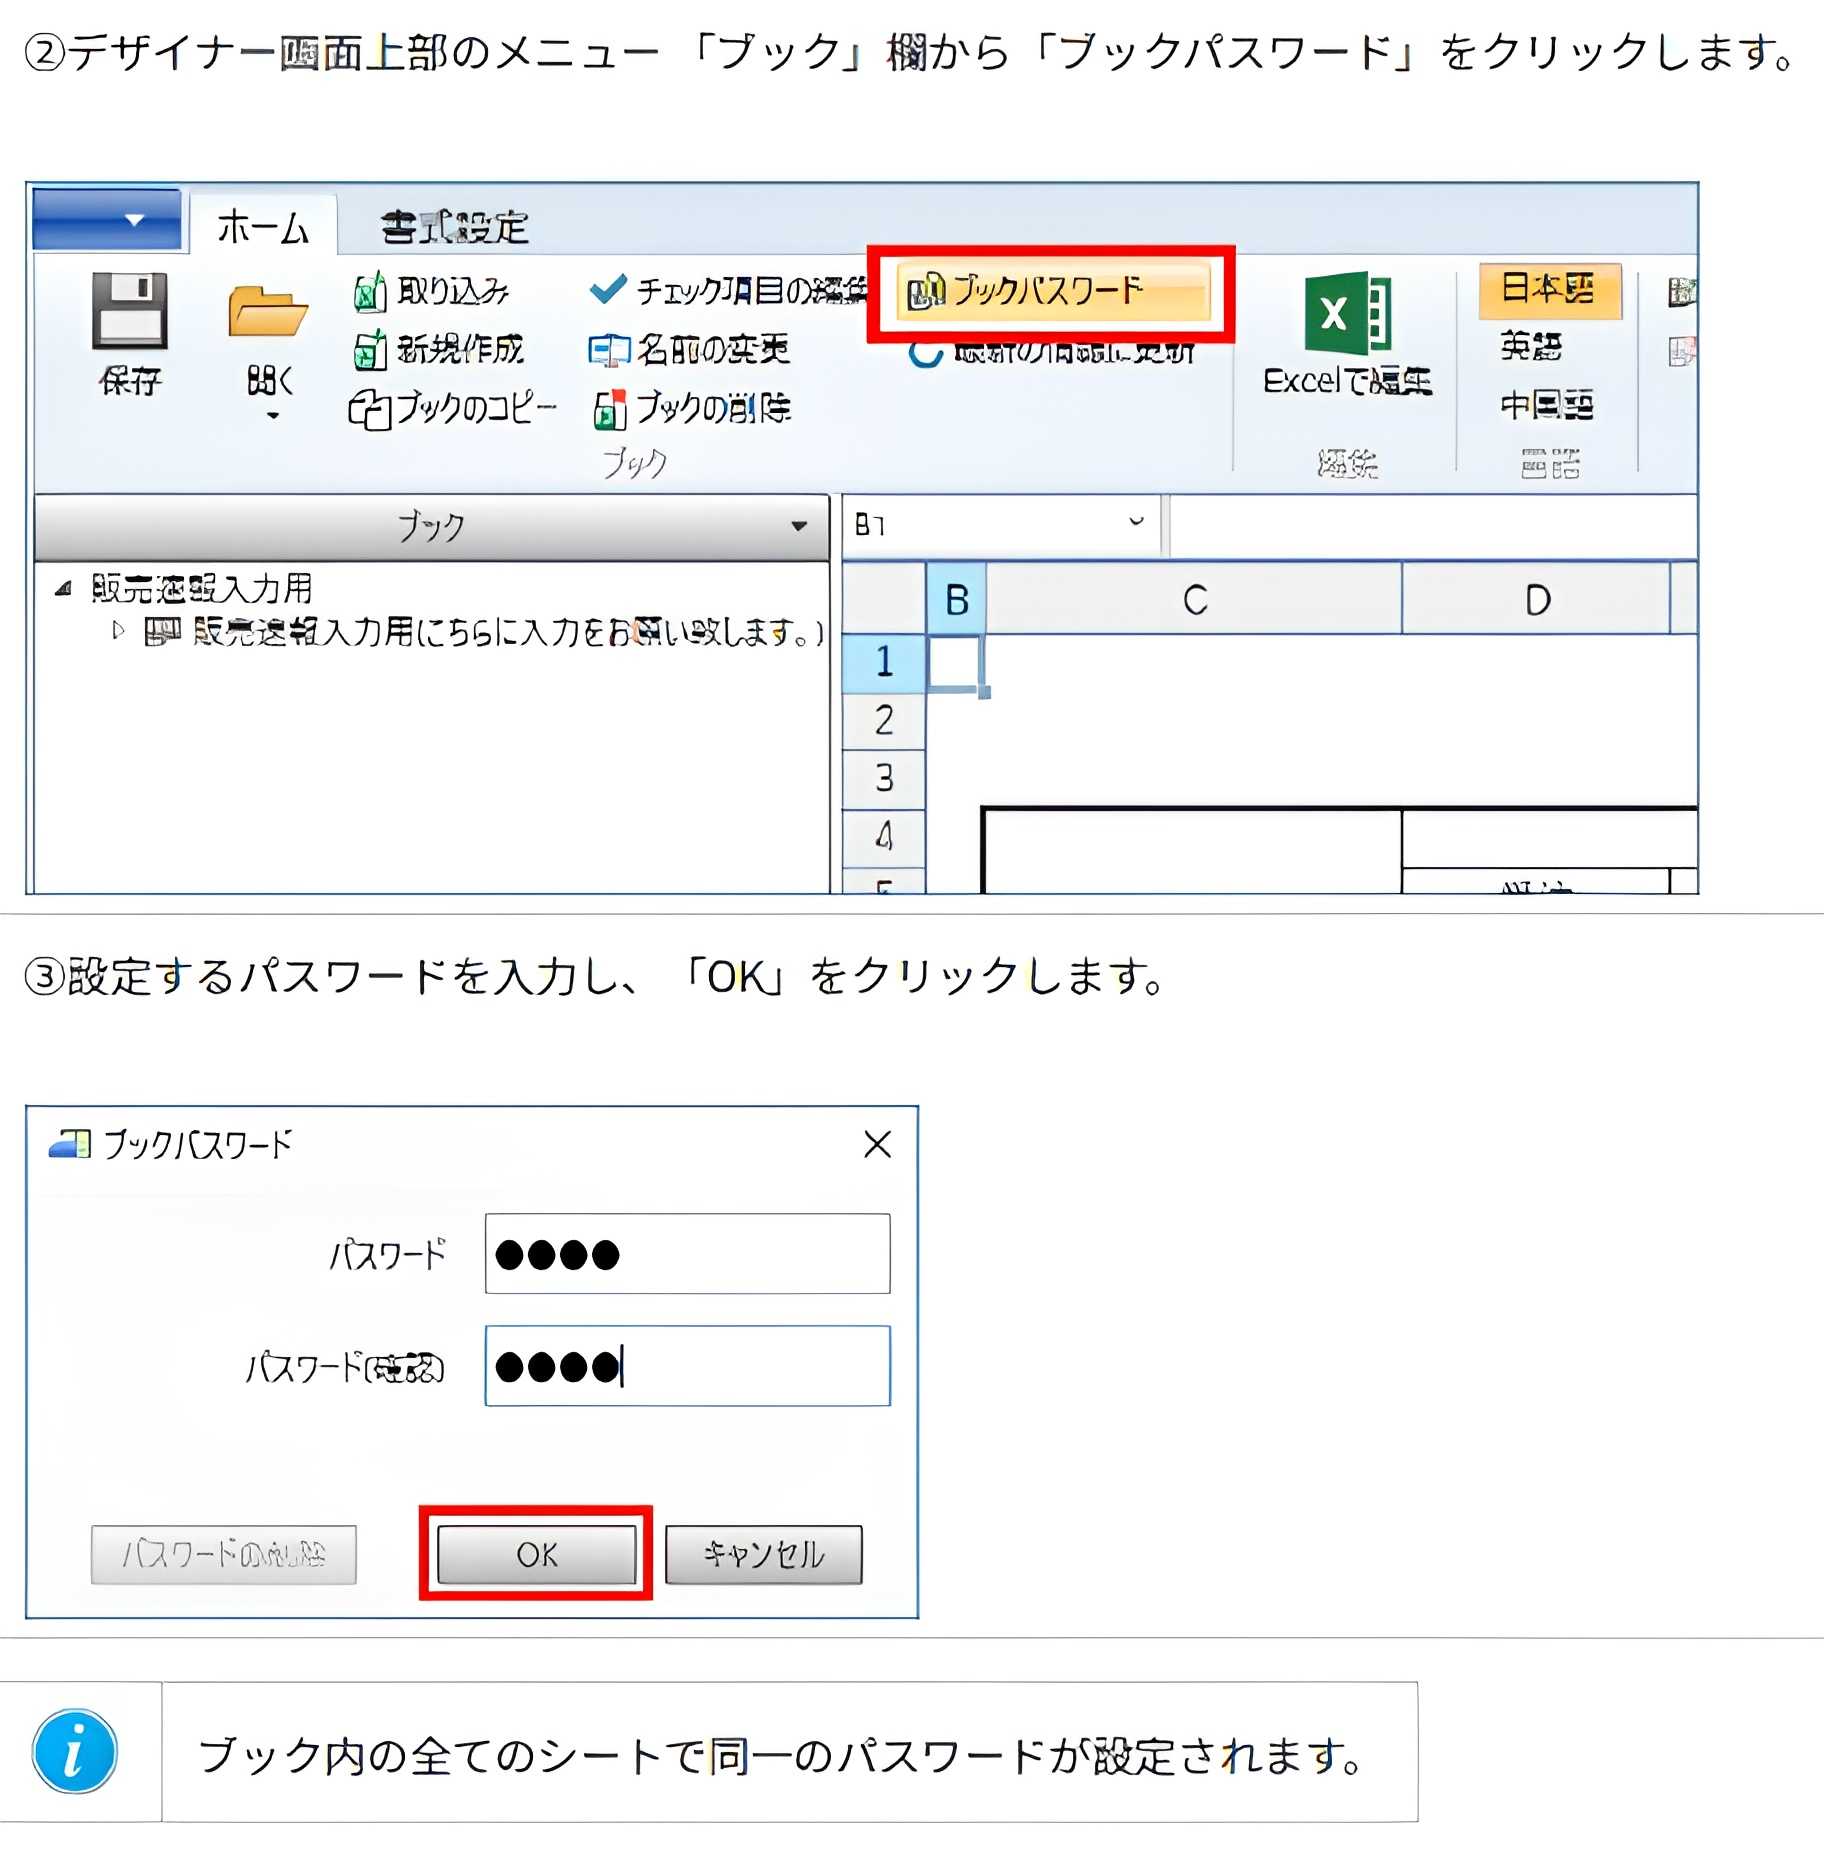 ②デザイナー画面上部のメニュー「ブック」欄から「ブックパスワード」をクリックします。
ホーム 書式設定
取り込み チェック項目の編集 ブックパスワード 日本語
新規作成 名前の変更 最新の情報に更新 英語
保存 開く Excelで編集
ブックのコピー ブックの削除 中国語
ブック 編集 言語
ブック B1
販売速報入力用
B C D
販売速報入力用(こちらに入力をお願い致します。)
1
2
3
4
5
③設定するパスワードを入力し、「OK」をクリックします。
ブックパスワード
パスワード ●●●●
パスワード(確認) ●●●●
パスワードの削除 OK キャンセル
i ブック内の全てのシートで同一のパスワードが設定されます。